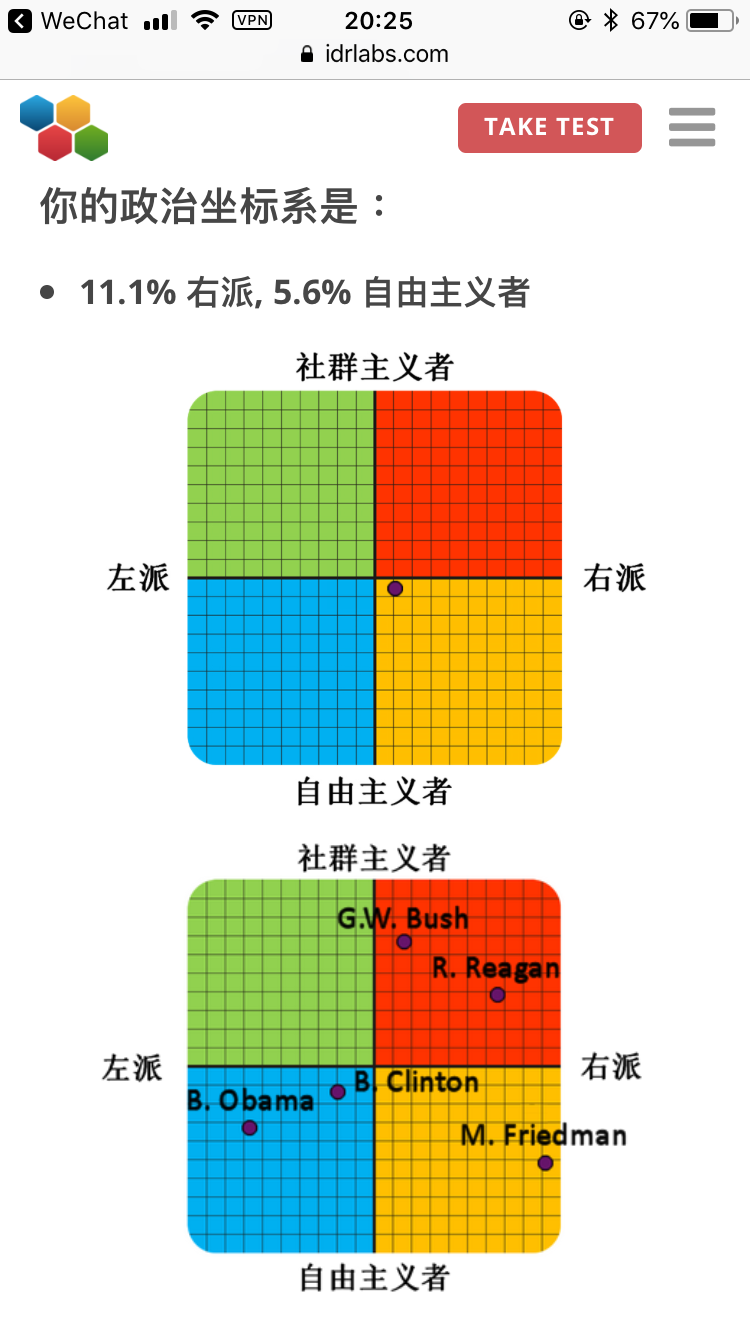 WeChat VPN 20:25 67%
idrlabs.com
TAKE TEST
你的政治坐标系是：
• 11.1% 右派, 5.6% 自由主义者
社群主义者
左派 右派
自由主义者
社群主义者
G.W. Bush
R. Reagan
左派 右派
B. Clinton
B. Obama
M. Friedman
自由主义者